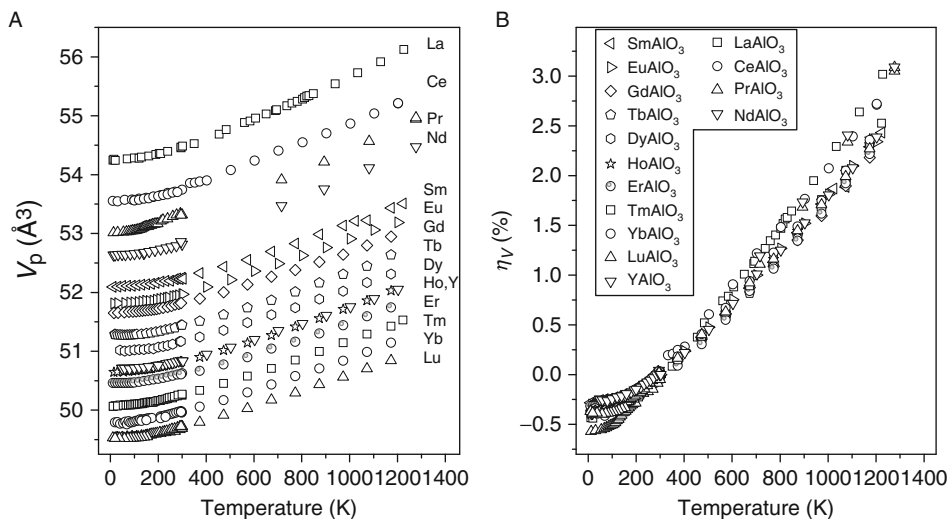 A
V_p (Å³)
56
55
54
53
52
51
50
La
Ce
Pr
Nd
Sm
Eu
Gd
Tb
Dy
Ho,Y
Er
Tm
Yb
Lu
0 200 400 600 800 1000 1200 1400
Temperature (K)
B
η_V (%)
3.0
2.5
2.0
1.5
1.0
0.5
0.0
−0.5
SmAlO₃
EuAlO₃
GdAlO₃
TbAlO₃
DyAlO₃
HoAlO₃
ErAlO₃
TmAlO₃
YbAlO₃
LuAlO₃
YAlO₃
LaAlO₃
CeAlO₃
PrAlO₃
NdAlO₃
0 200 400 600 800 1000 1200 1400
Temperature (K)